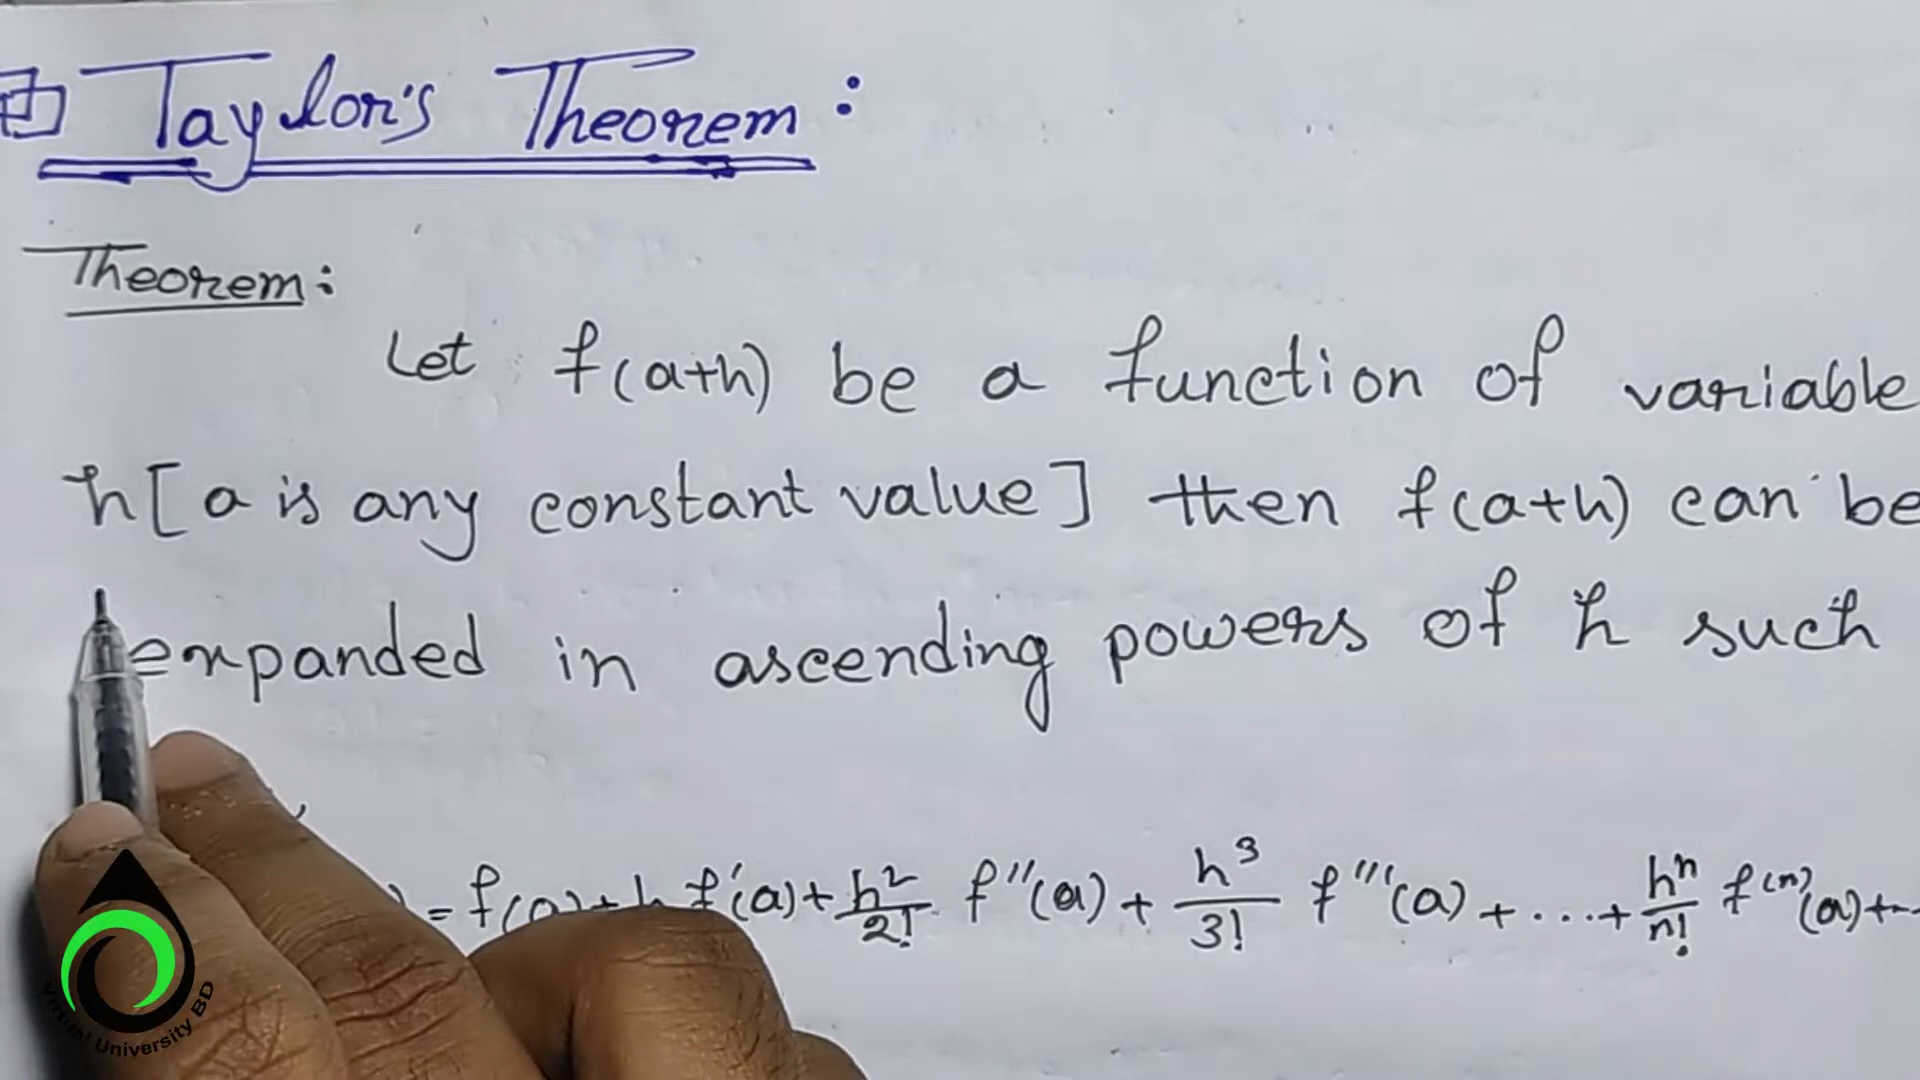 Taylor's Theorem:
Theorem:
Let f(a+h) be a function of variable
h[a is any constant value] then f(a+h) can be
expanded in ascending powers of h such
) = f(a) + h f'(a) + h²/2! f''(a) + h³/3! f'''(a) + .... + hⁿ/n! f⁽ⁿ⁾(a) + --
Virtual University BD